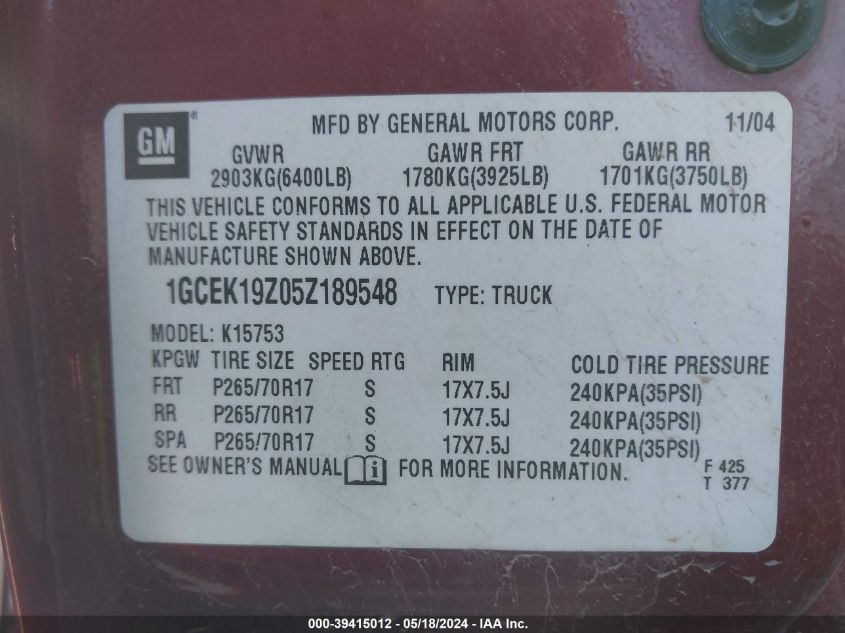 GM ® MFD BY GENERAL MOTORS CORP. 11/04
GVWR GAWR FRT GAWR RR
2903KG(6400LB) 1780KG(3925LB) 1701KG(3750LB)
THIS VEHICLE CONFORMS TO ALL APPLICABLE U.S. FEDERAL MOTOR
VEHICLE SAFETY STANDARDS IN EFFECT ON THE DATE OF
MANUFACTURE SHOWN ABOVE.
1GCEK19Z05Z189548 TYPE: TRUCK
MODEL: K15753
KPGW TIRE SIZE SPEED RTG RIM COLD TIRE PRESSURE
FRT P265/70R17 S 17X7.5J 240KPA(35PSI)
RR P265/70R17 S 17X7.5J 240KPA(35PSI)
SPA P265/70R17 S 17X7.5J 240KPA(35PSI)
SEE OWNER'S MANUAL i FOR MORE INFORMATION. F 425
T 377
000-39415012 / 05/18/2024 - IAA Inc.